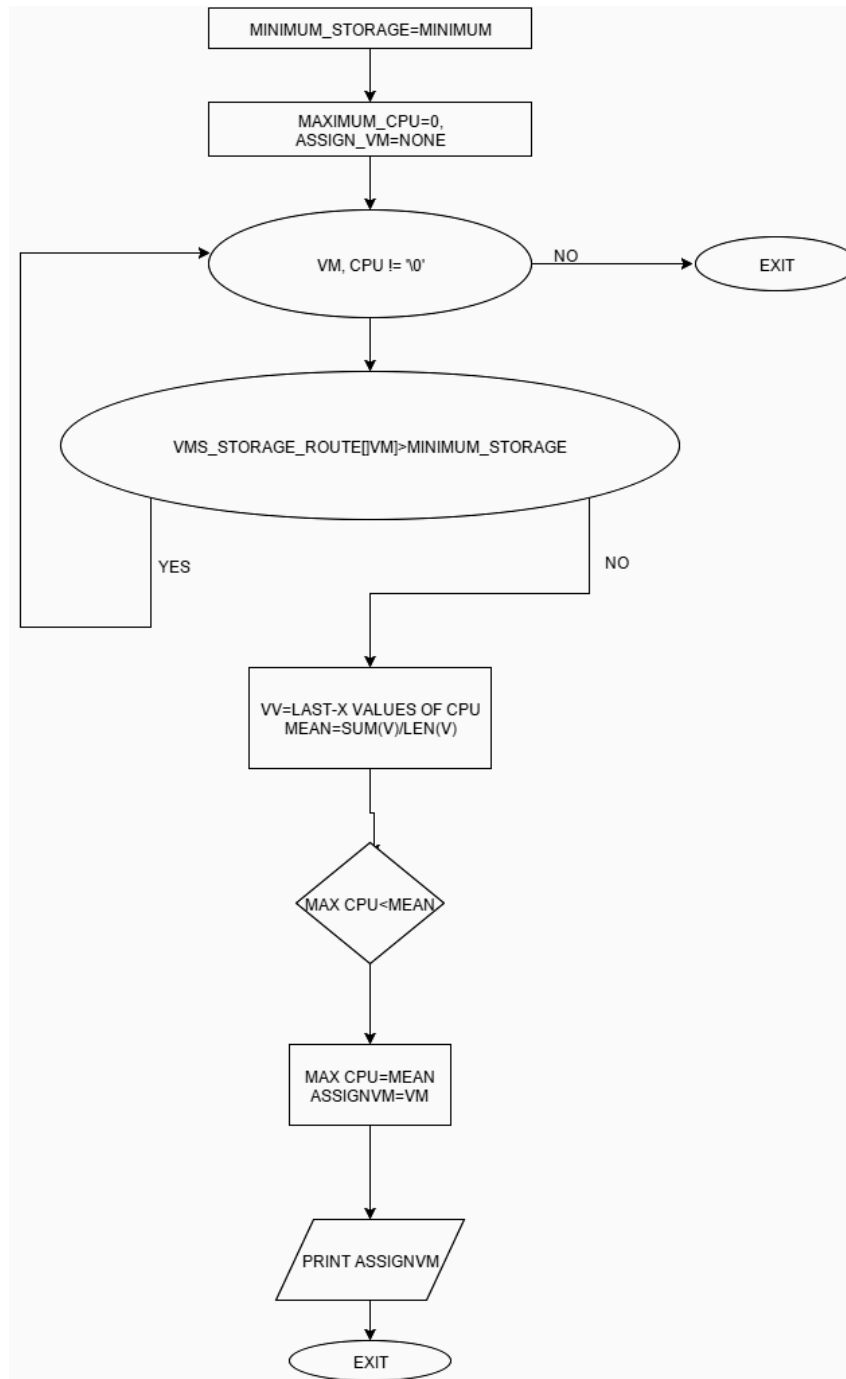 MINIMUM_STORAGE=MINIMUM
MAXIMUM_CPU=0,
ASSIGN_VM=NONE
VM, CPU != '\0'
NO
EXIT
VMS_STORAGE_ROUTE[]VM]>MINIMUM_STORAGE
YES
NO
VV=LAST-X VALUES OF CPU
MEAN=SUM(V)/LEN(V)
MAX CPU<MEAN
MAX CPU=MEAN
ASSIGNVM=VM
PRINT ASSIGNVM
EXIT